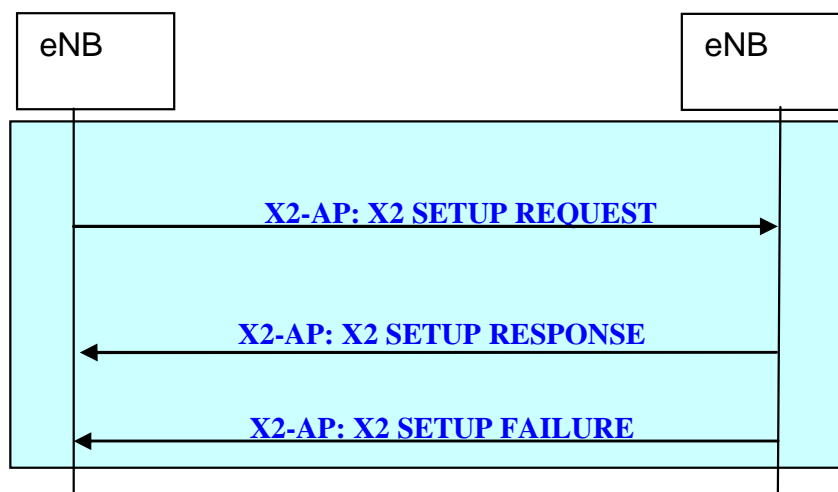 eNB
eNB
X2-AP: X2 SETUP REQUEST
X2-AP: X2 SETUP RESPONSE
X2-AP: X2 SETUP FAILURE